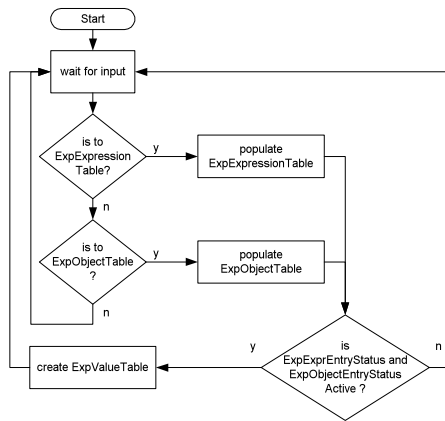 Start
wait for input
is to
ExpExpression
Table?
y
populate
ExpExpressionTable
n
is to
ExpObjectTable
?
y
populate
ExpObjectTable
n
is
ExpExprEntryStatus and
ExpObjectEntryStatus
Active ?
y
n
create ExpValueTable